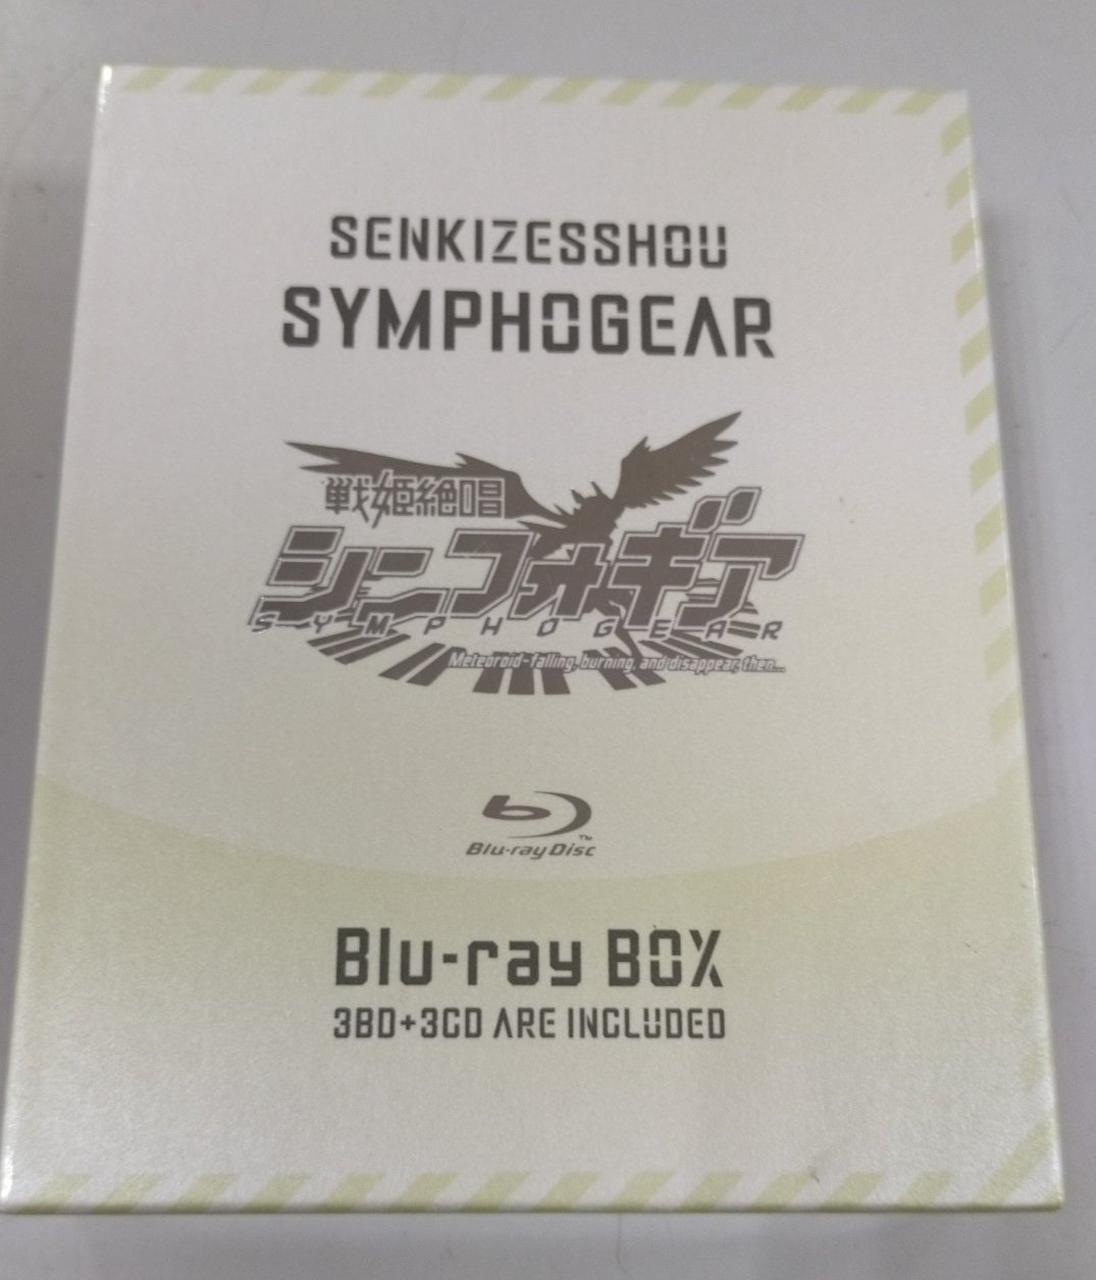 SENKIZESSHOU
SYMPHOGEAR
戦姫絶唱
シンフォギア
SYMPHOGEAR
Meteoroid-falling, burning, and disappear, then...
Blu-ray Disc
TM
Blu-ray BOX
3BD+3CD ARE INCLUDED